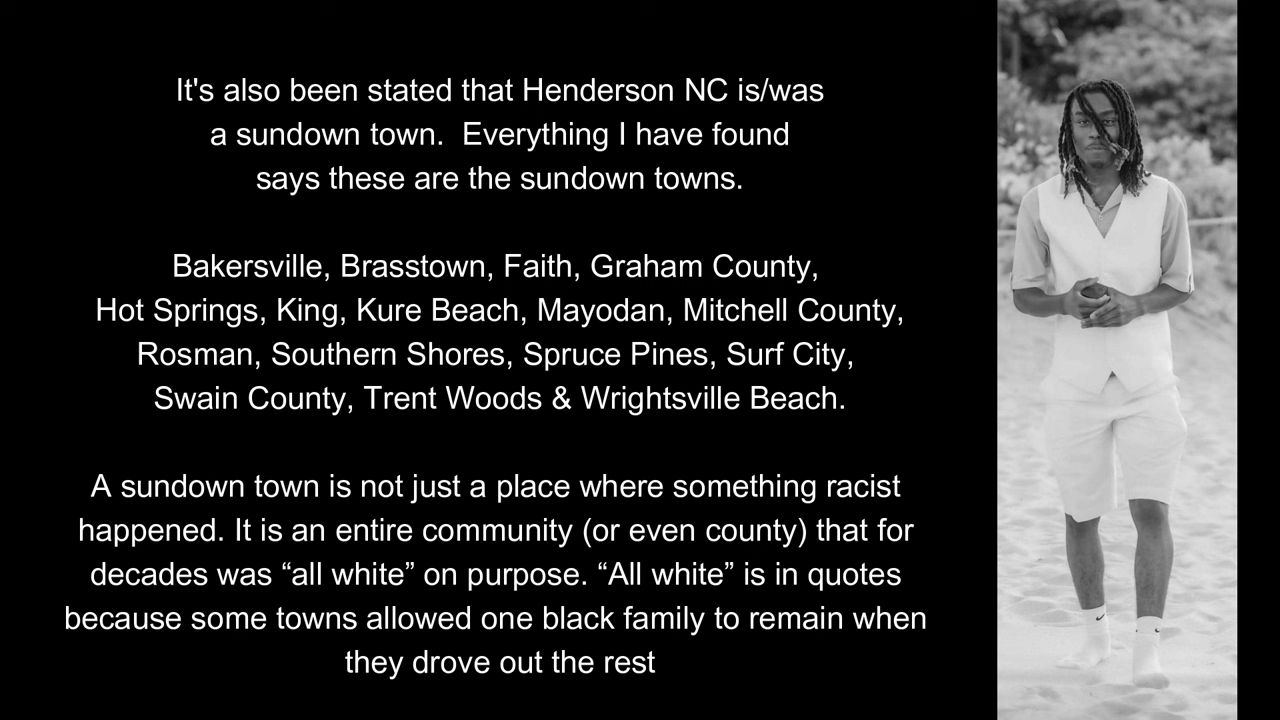 It's also been stated that Henderson NC is/was
a sundown town.  Everything I have found
says these are the sundown towns.
Bakersville, Brasstown, Faith, Graham County,
Hot Springs, King, Kure Beach, Mayodan, Mitchell County,
Rosman, Southern Shores, Spruce Pines, Surf City,
Swain County, Trent Woods & Wrightsville Beach.
A sundown town is not just a place where something racist
happened. It is an entire community (or even county) that for
decades was “all white” on purpose. “All white” is in quotes
because some towns allowed one black family to remain when
they drove out the rest